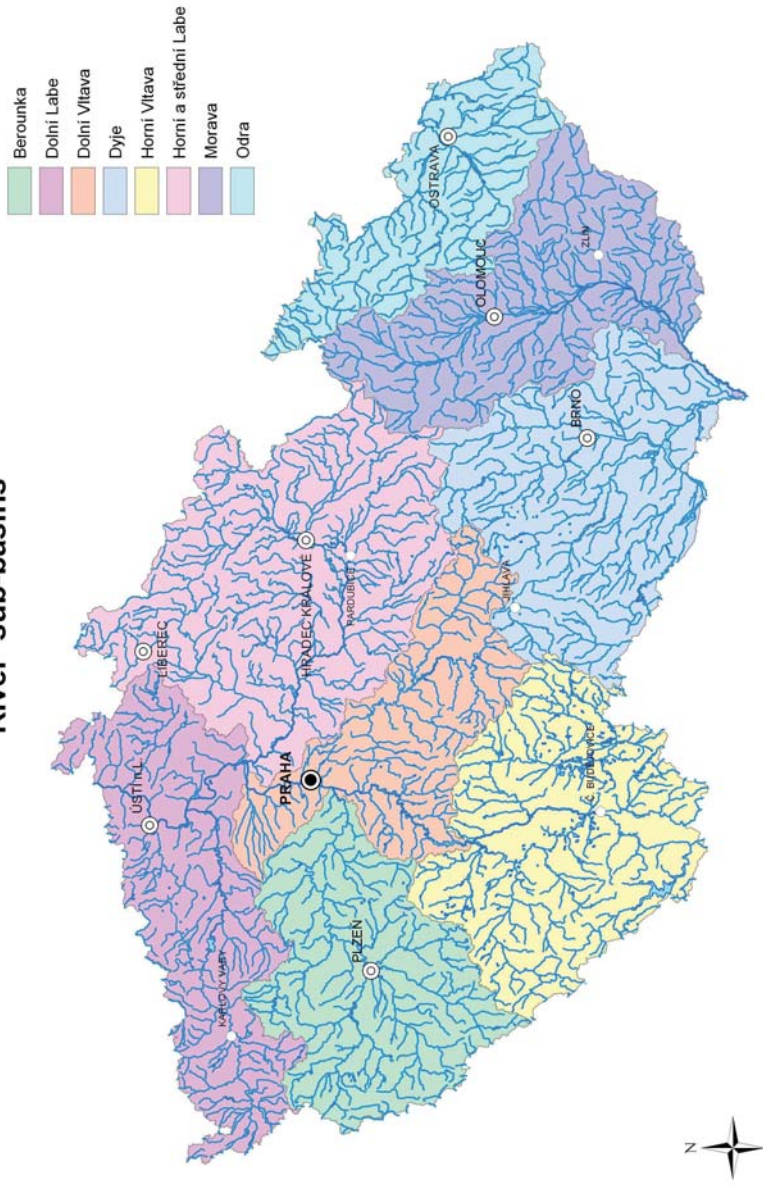 River sub-basins
Berounka
Dolní Labe
Dolní Vltava
Dyje
Horní Vltava
Horní a střední Labe
Morava
Odra
LIBEREC
ÚSTÍ n.L.
KARLOVY VARY
HRADEC KRÁLOVÉ
PARDUBICE
PRAHA
PLZEŇ
OSTRAVA
OLOMOUC
ZLÍN
BRNO
JIHLAVA
Č. BUDĚJOVICE
N